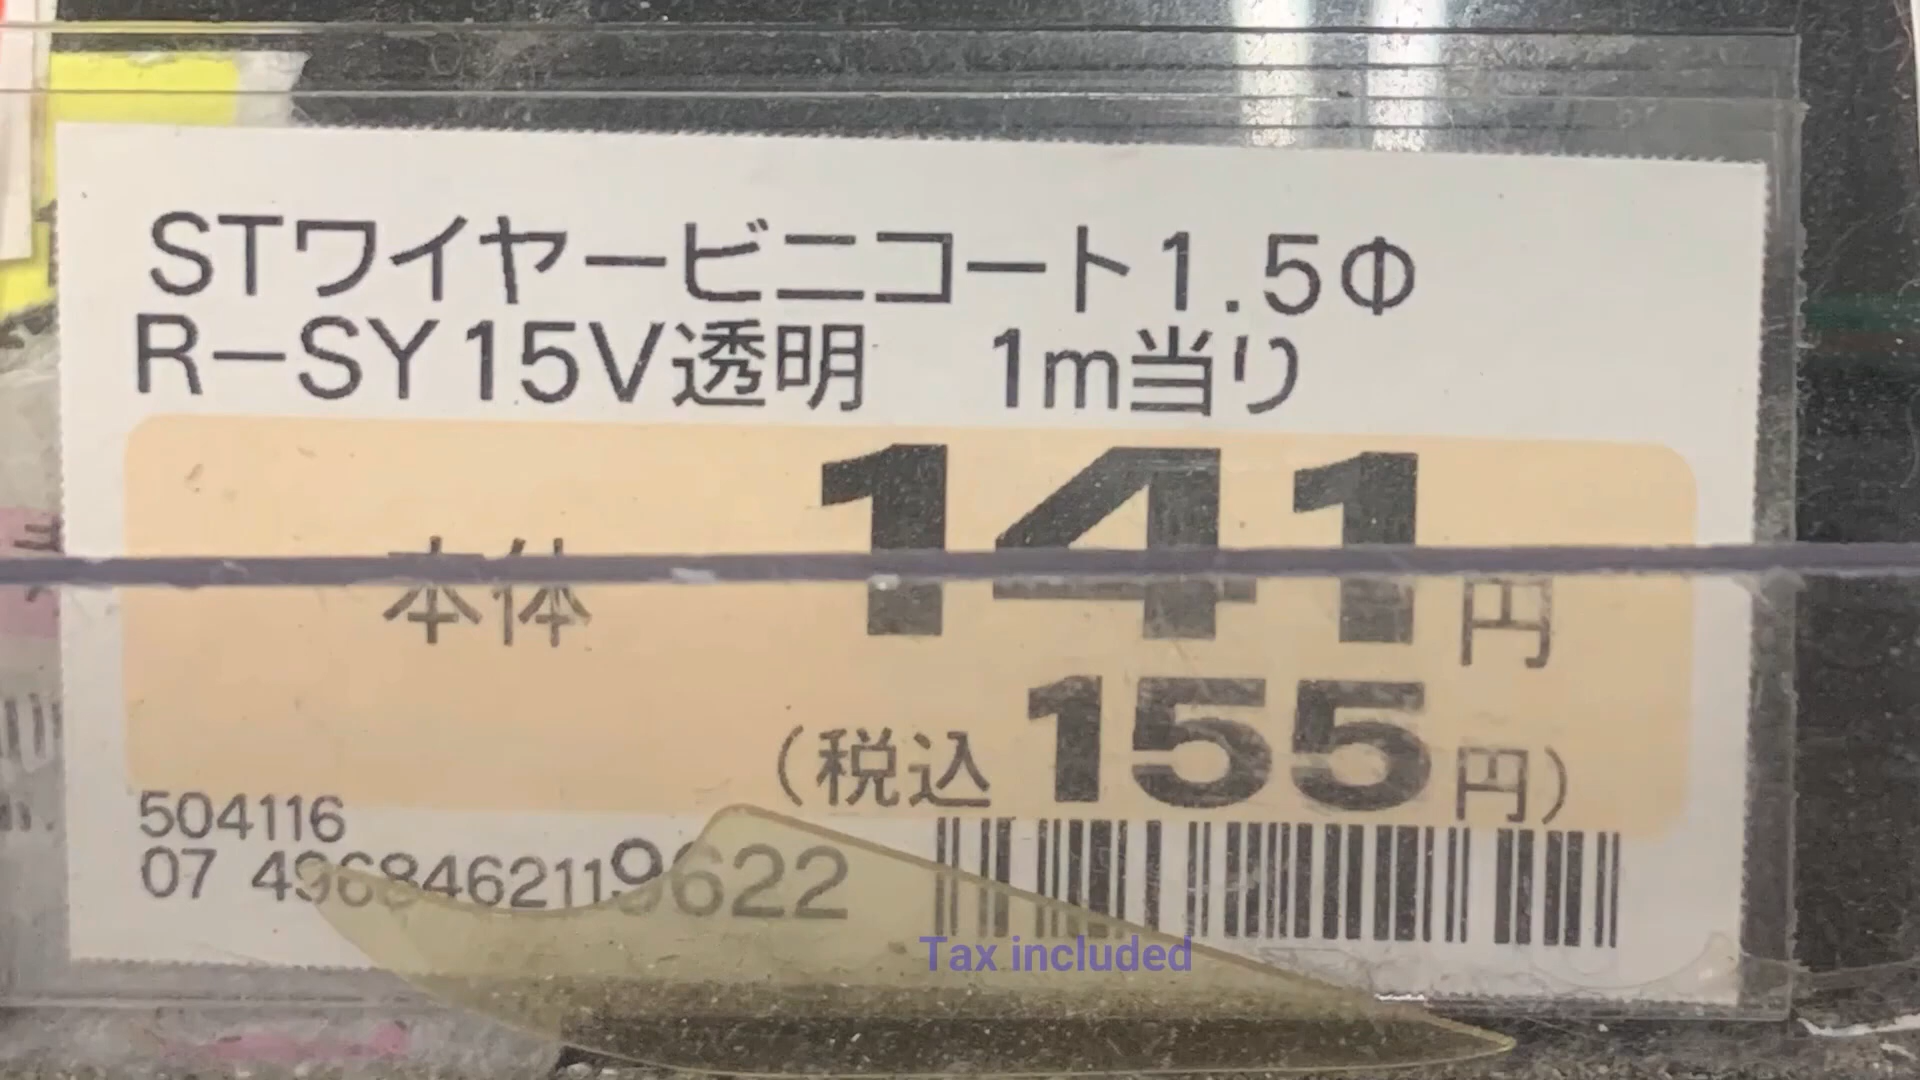 STワイヤービニコート1.5Φ
R-SY15V透明　1m当り
本体 141円
(税込 155円)
504116
07 4968462119622
Tax included